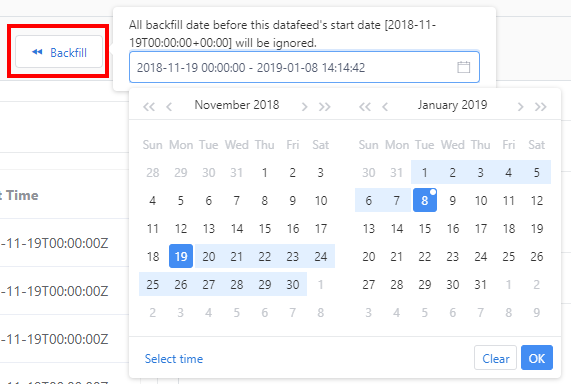 All backfill date before this datafeed's start date [2018-11-
19T00:00:00+00:00] will be ignored.
Backfill
2018-11-19 00:00:00 - 2019-01-08 14:14:42
November 2018
Sun Mon Tue Wed Thu Fri Sat
28 29 30 31 1 2 3
4 5 6 7 8 9 10
11 12 13 14 15 16 17
18 19 20 21 22 23 24
25 26 27 28 29 30 1
2 3 4 5 6 7 8
January 2019
Sun Mon Tue Wed Thu Fri Sat
30 31 1 2 3 4 5
6 7 8 9 10 11 12
13 14 15 16 17 18 19
20 21 22 23 24 25 26
27 28 29 30 31 1 2
3 4 5 6 7 8 9
Select time
Clear
OK
t Time
-11-19T00:00:00Z
-11-19T00:00:00Z
-11-19T00:00:00Z
-11-19T00:00:00Z